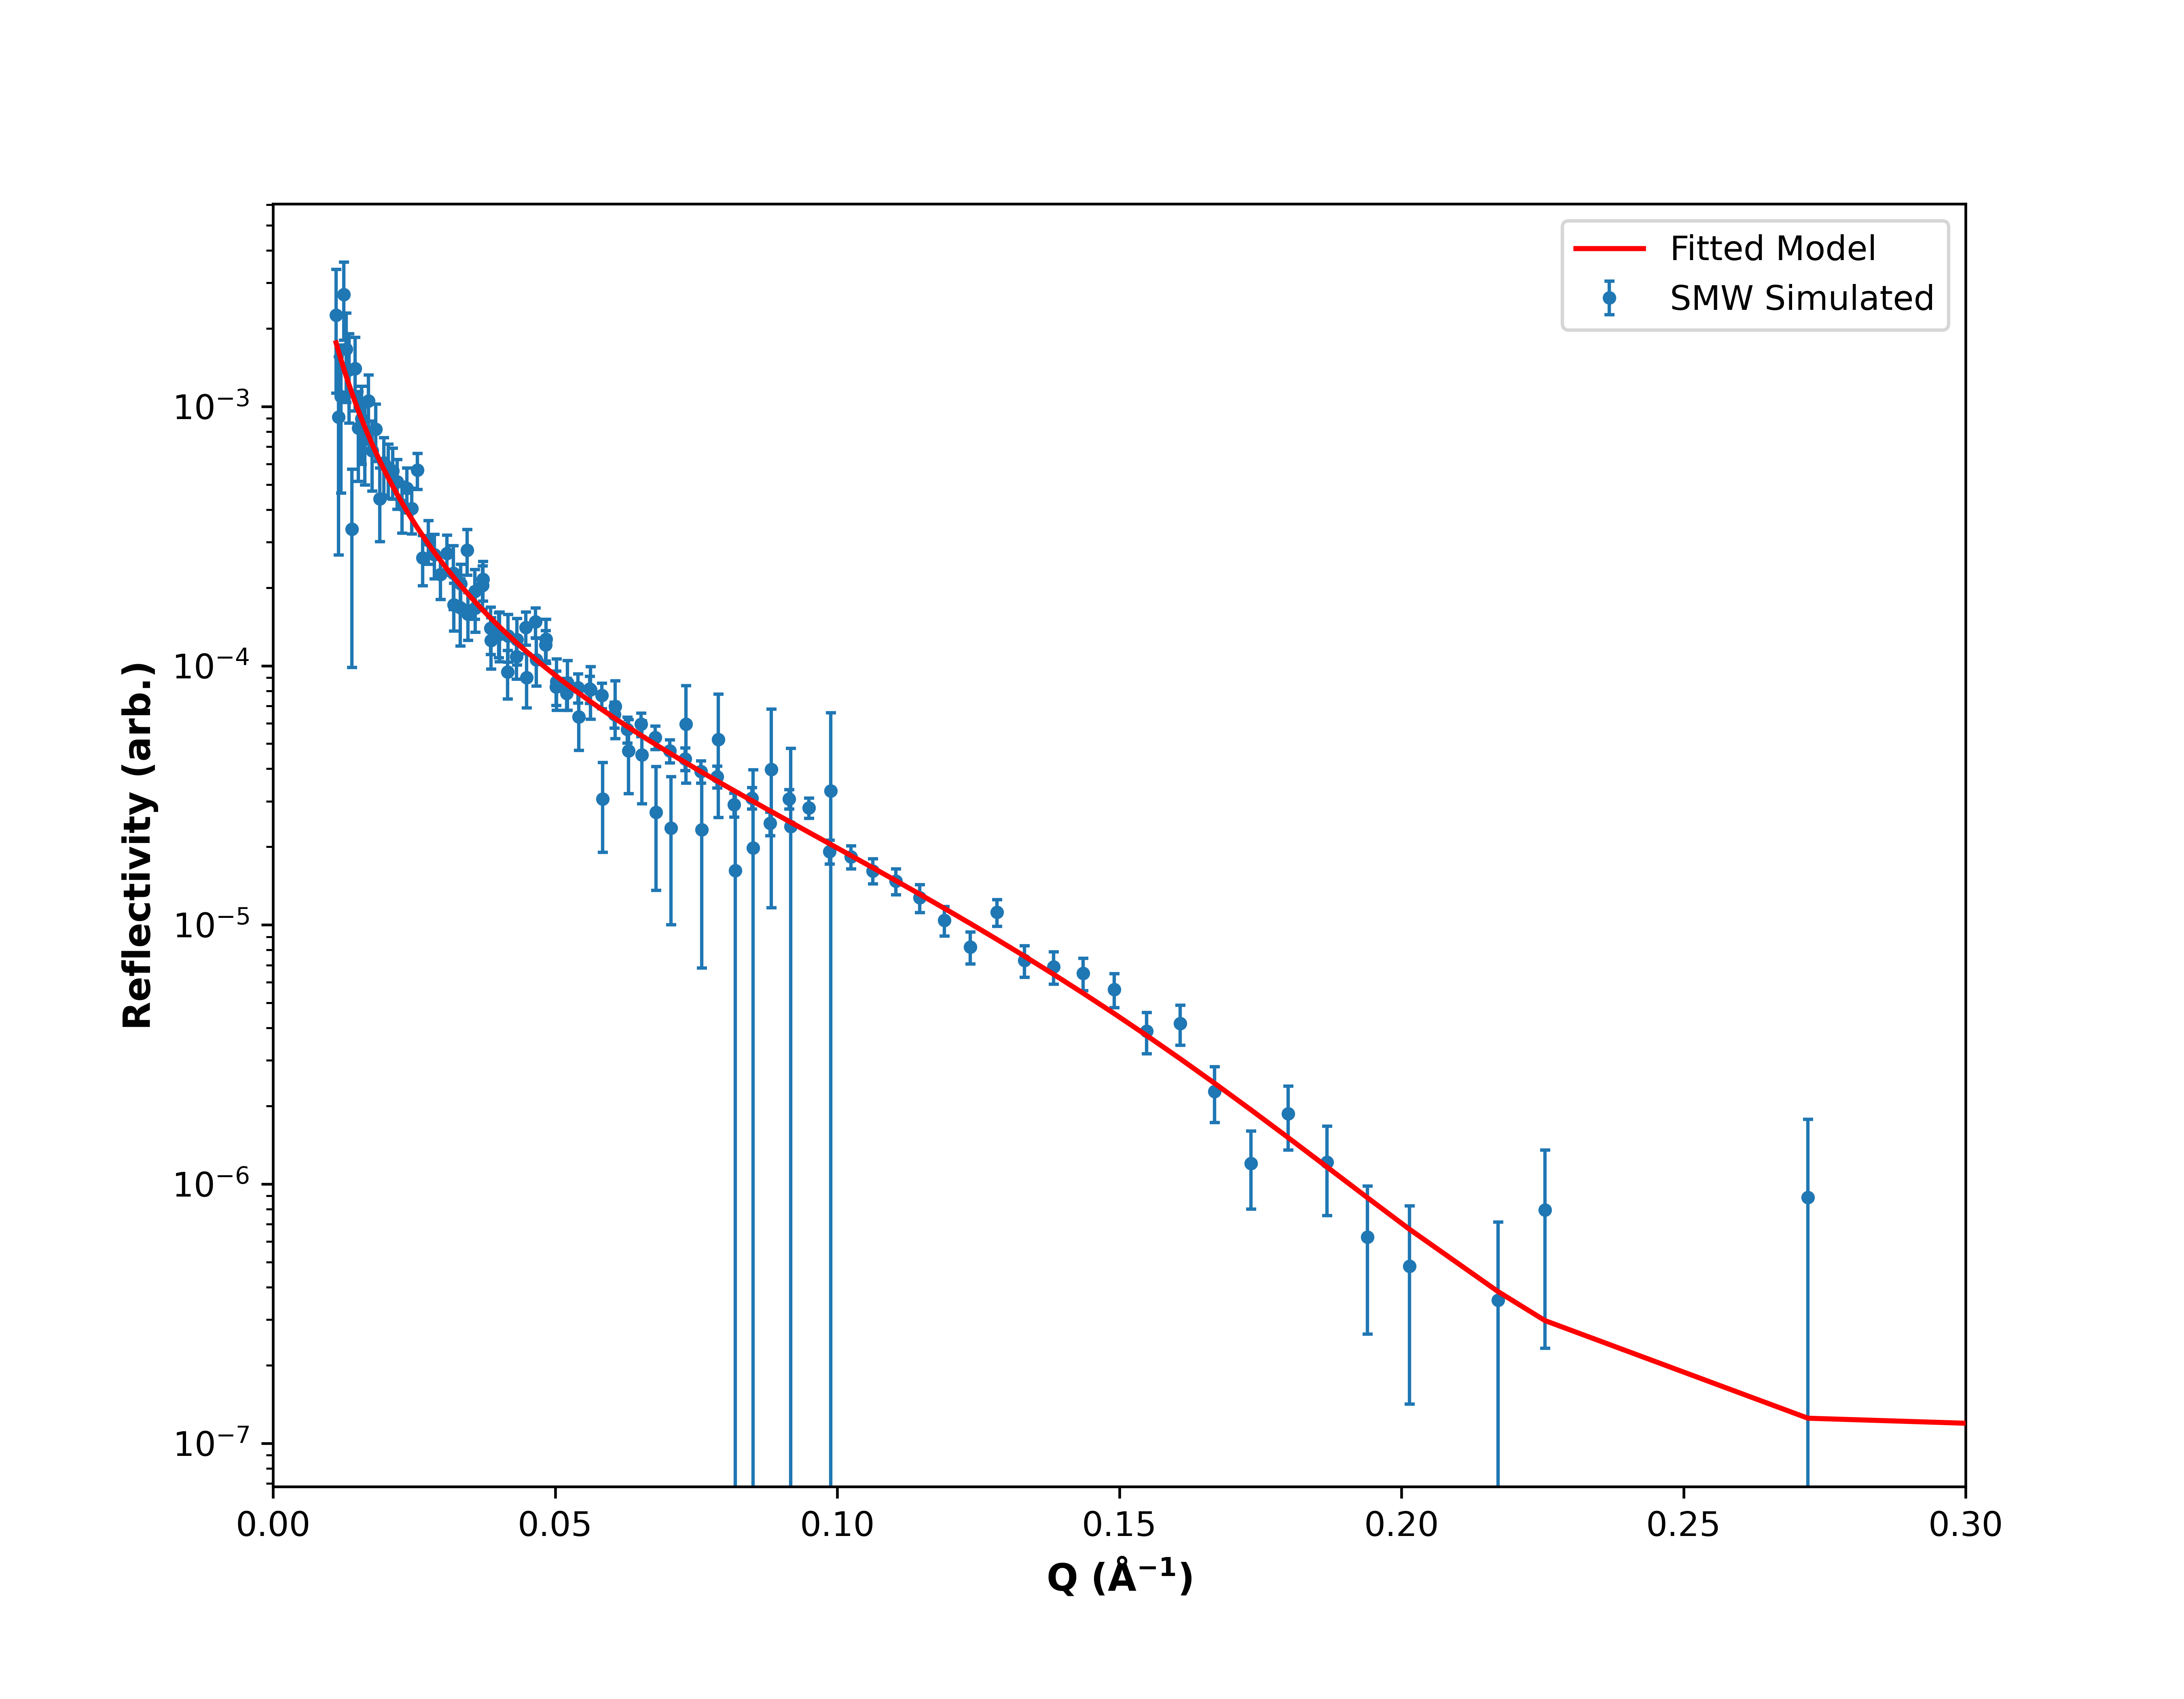 Fitted Model
SMW Simulated
10⁻³
10⁻⁴
10⁻⁵
10⁻⁶
10⁻⁷
Reflectivity (arb.)
0.00 0.05 0.10 0.15 0.20 0.25 0.30
Q (Å⁻¹)